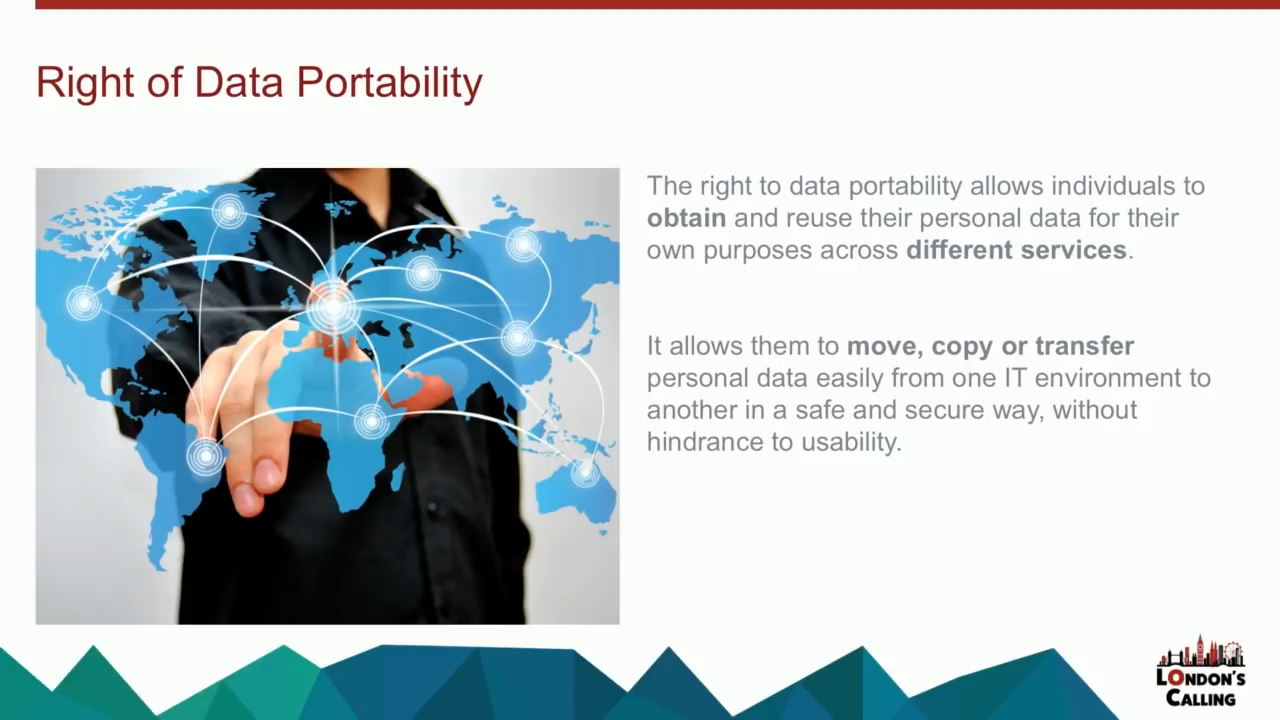 Right of Data Portability
The right to data portability allows individuals to
obtain and reuse their personal data for their
own purposes across different services.
It allows them to move, copy or transfer
personal data easily from one IT environment to
another in a safe and secure way, without
hindrance to usability.
LONDON'S
CALLING